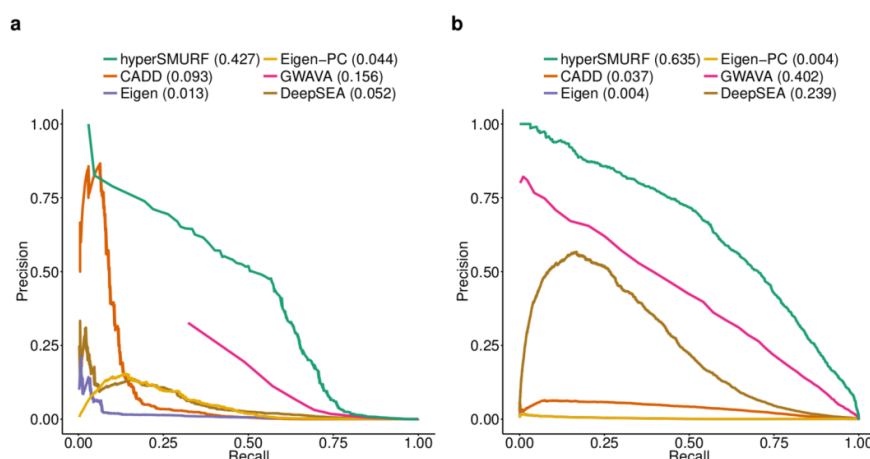 a
hyperSMURF (0.427) Eigen−PC (0.044)
CADD (0.093) GWAVA (0.156)
Eigen (0.013) DeepSEA (0.052)
1.00
0.75
0.50
0.25
0.00
Precision
0.00 0.25 0.50 0.75 1.00
Recall
b
hyperSMURF (0.635) Eigen−PC (0.004)
CADD (0.037) GWAVA (0.402)
Eigen (0.004) DeepSEA (0.239)
1.00
0.75
0.50
0.25
0.00
Precision
0.00 0.25 0.50 0.75 1.00
Recall